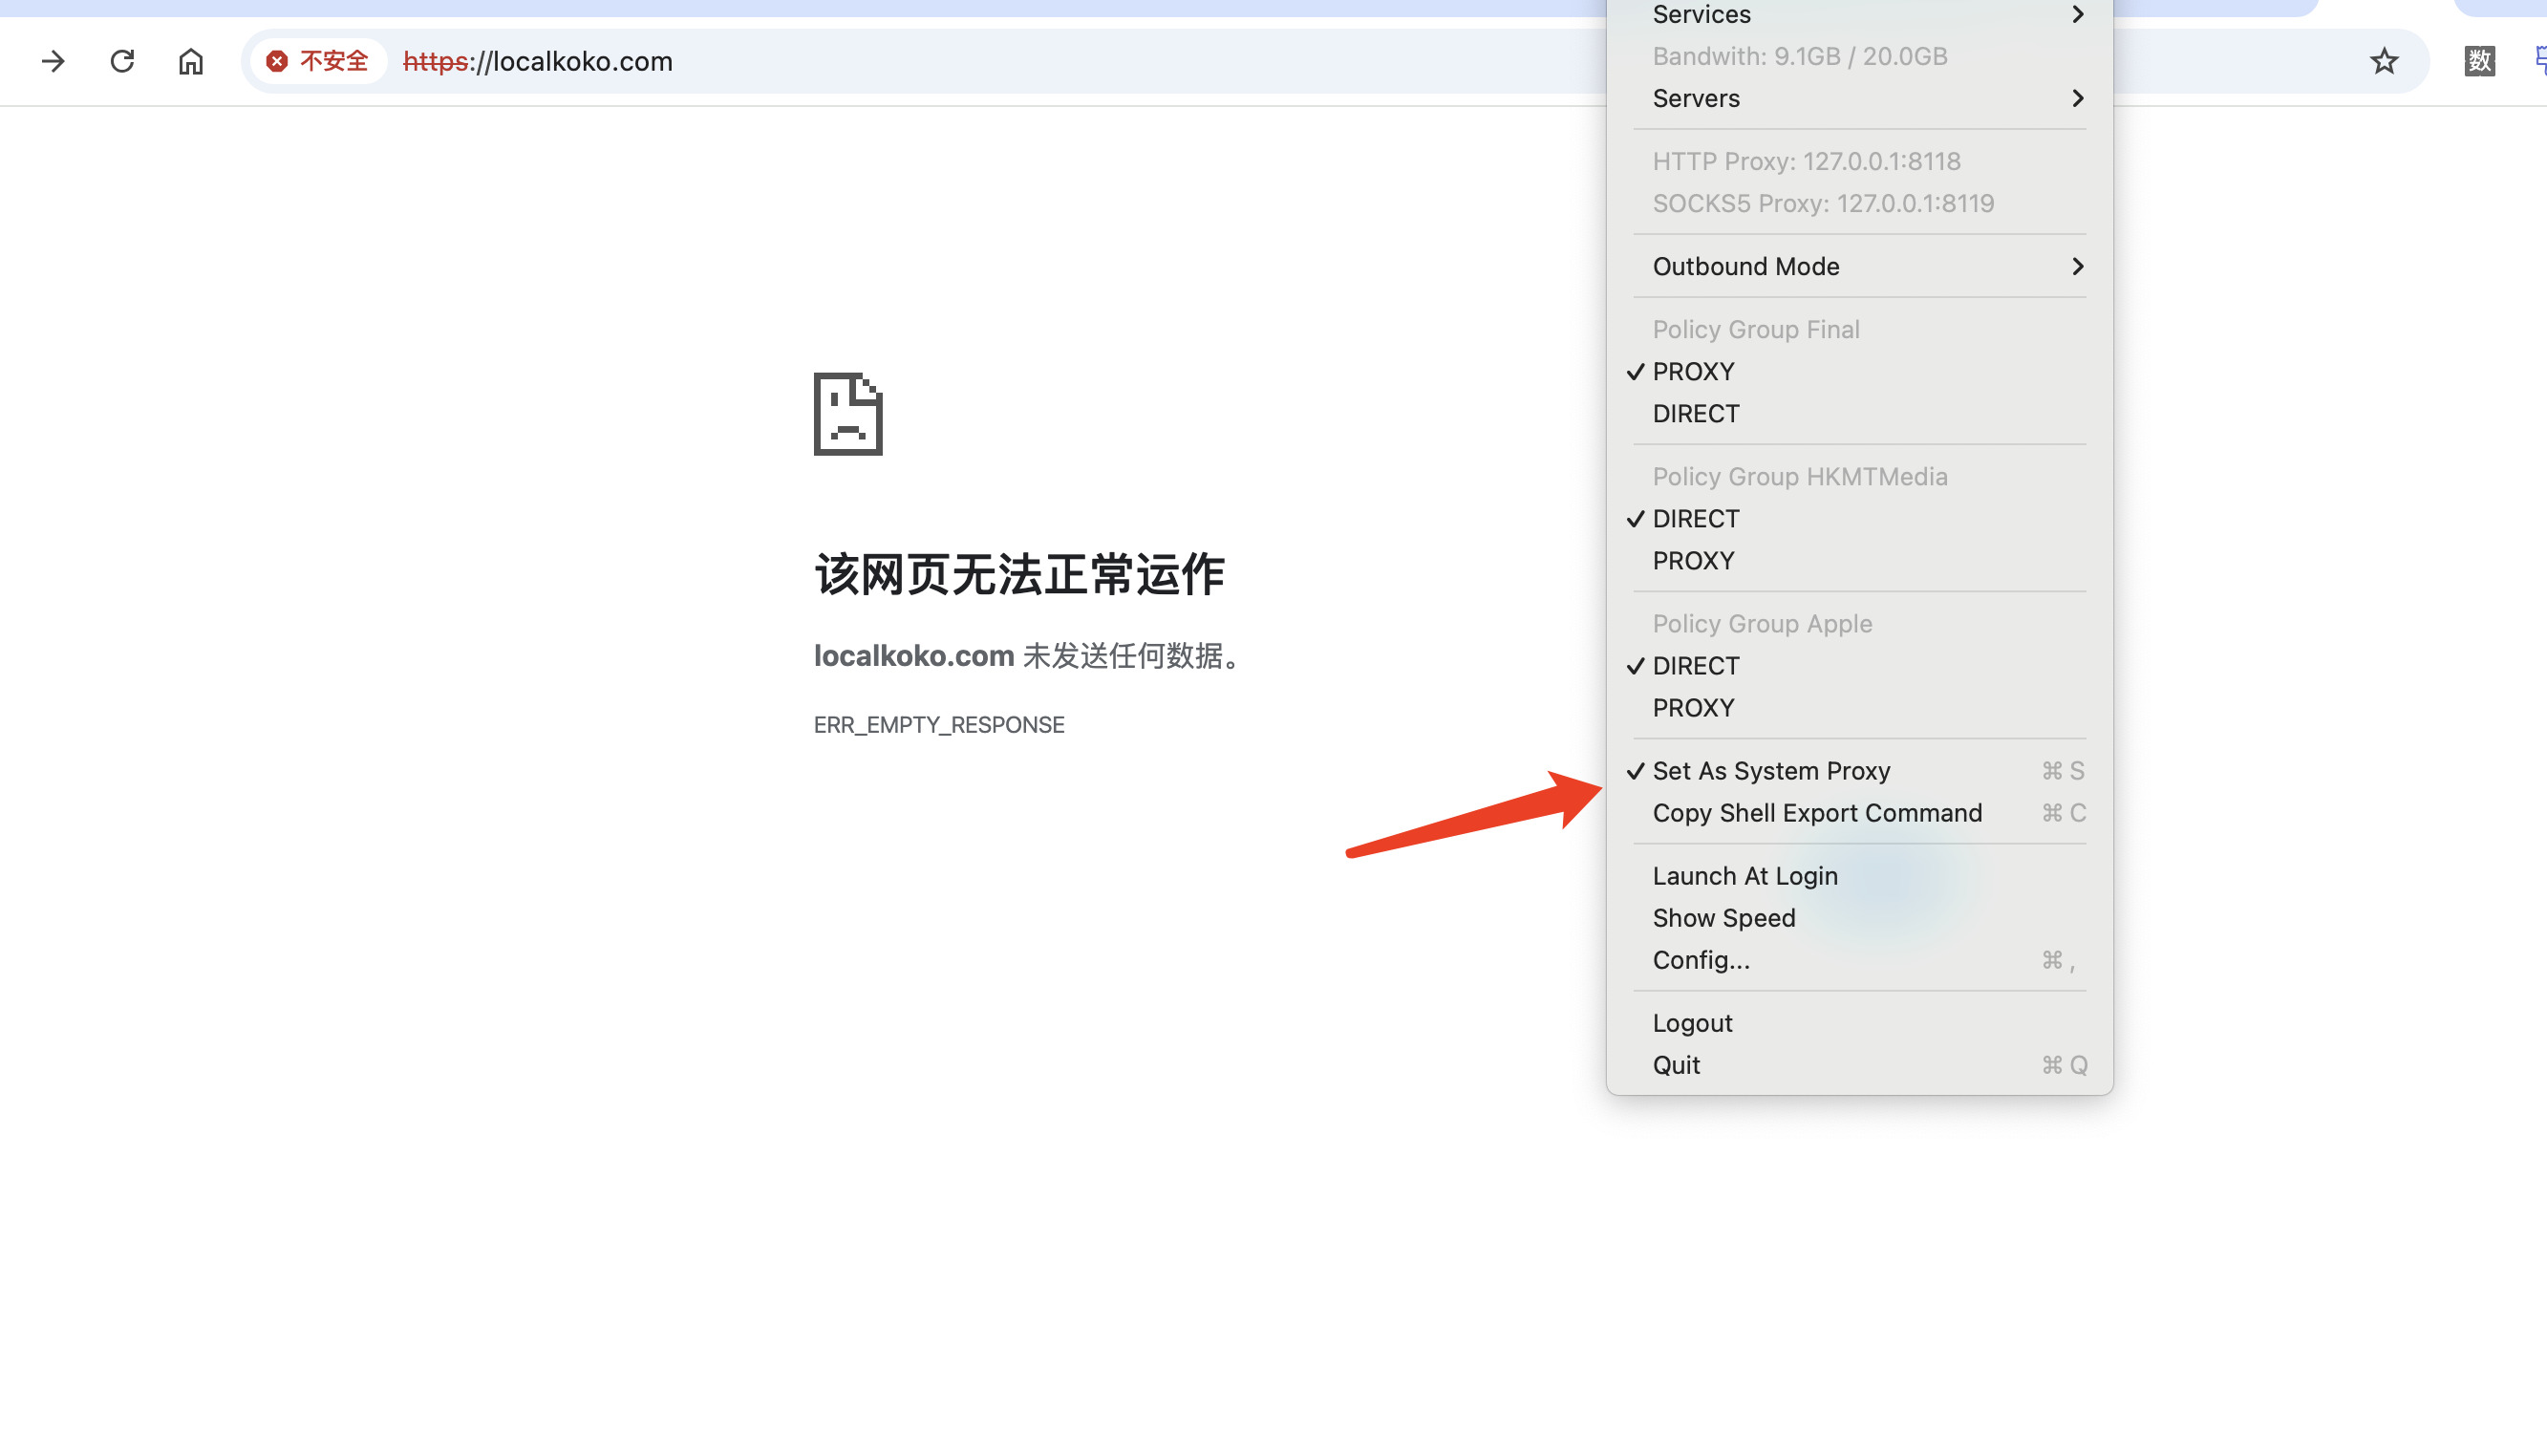 不安全 https://localkoko.com
数
该网页无法正常运作
localkoko.com 未发送任何数据。
ERR_EMPTY_RESPONSE
Services
Bandwith: 9.1GB / 20.0GB
Servers
HTTP Proxy: 127.0.0.1:8118
SOCKS5 Proxy: 127.0.0.1:8119
Outbound Mode
Policy Group Final
✓ PROXY
DIRECT
Policy Group HKMTMedia
✓ DIRECT
PROXY
Policy Group Apple
✓ DIRECT
PROXY
✓ Set As System Proxy ⌘ S
Copy Shell Export Command ⌘ C
Launch At Login
Show Speed
Config... ⌘ ,
Logout
Quit ⌘ Q